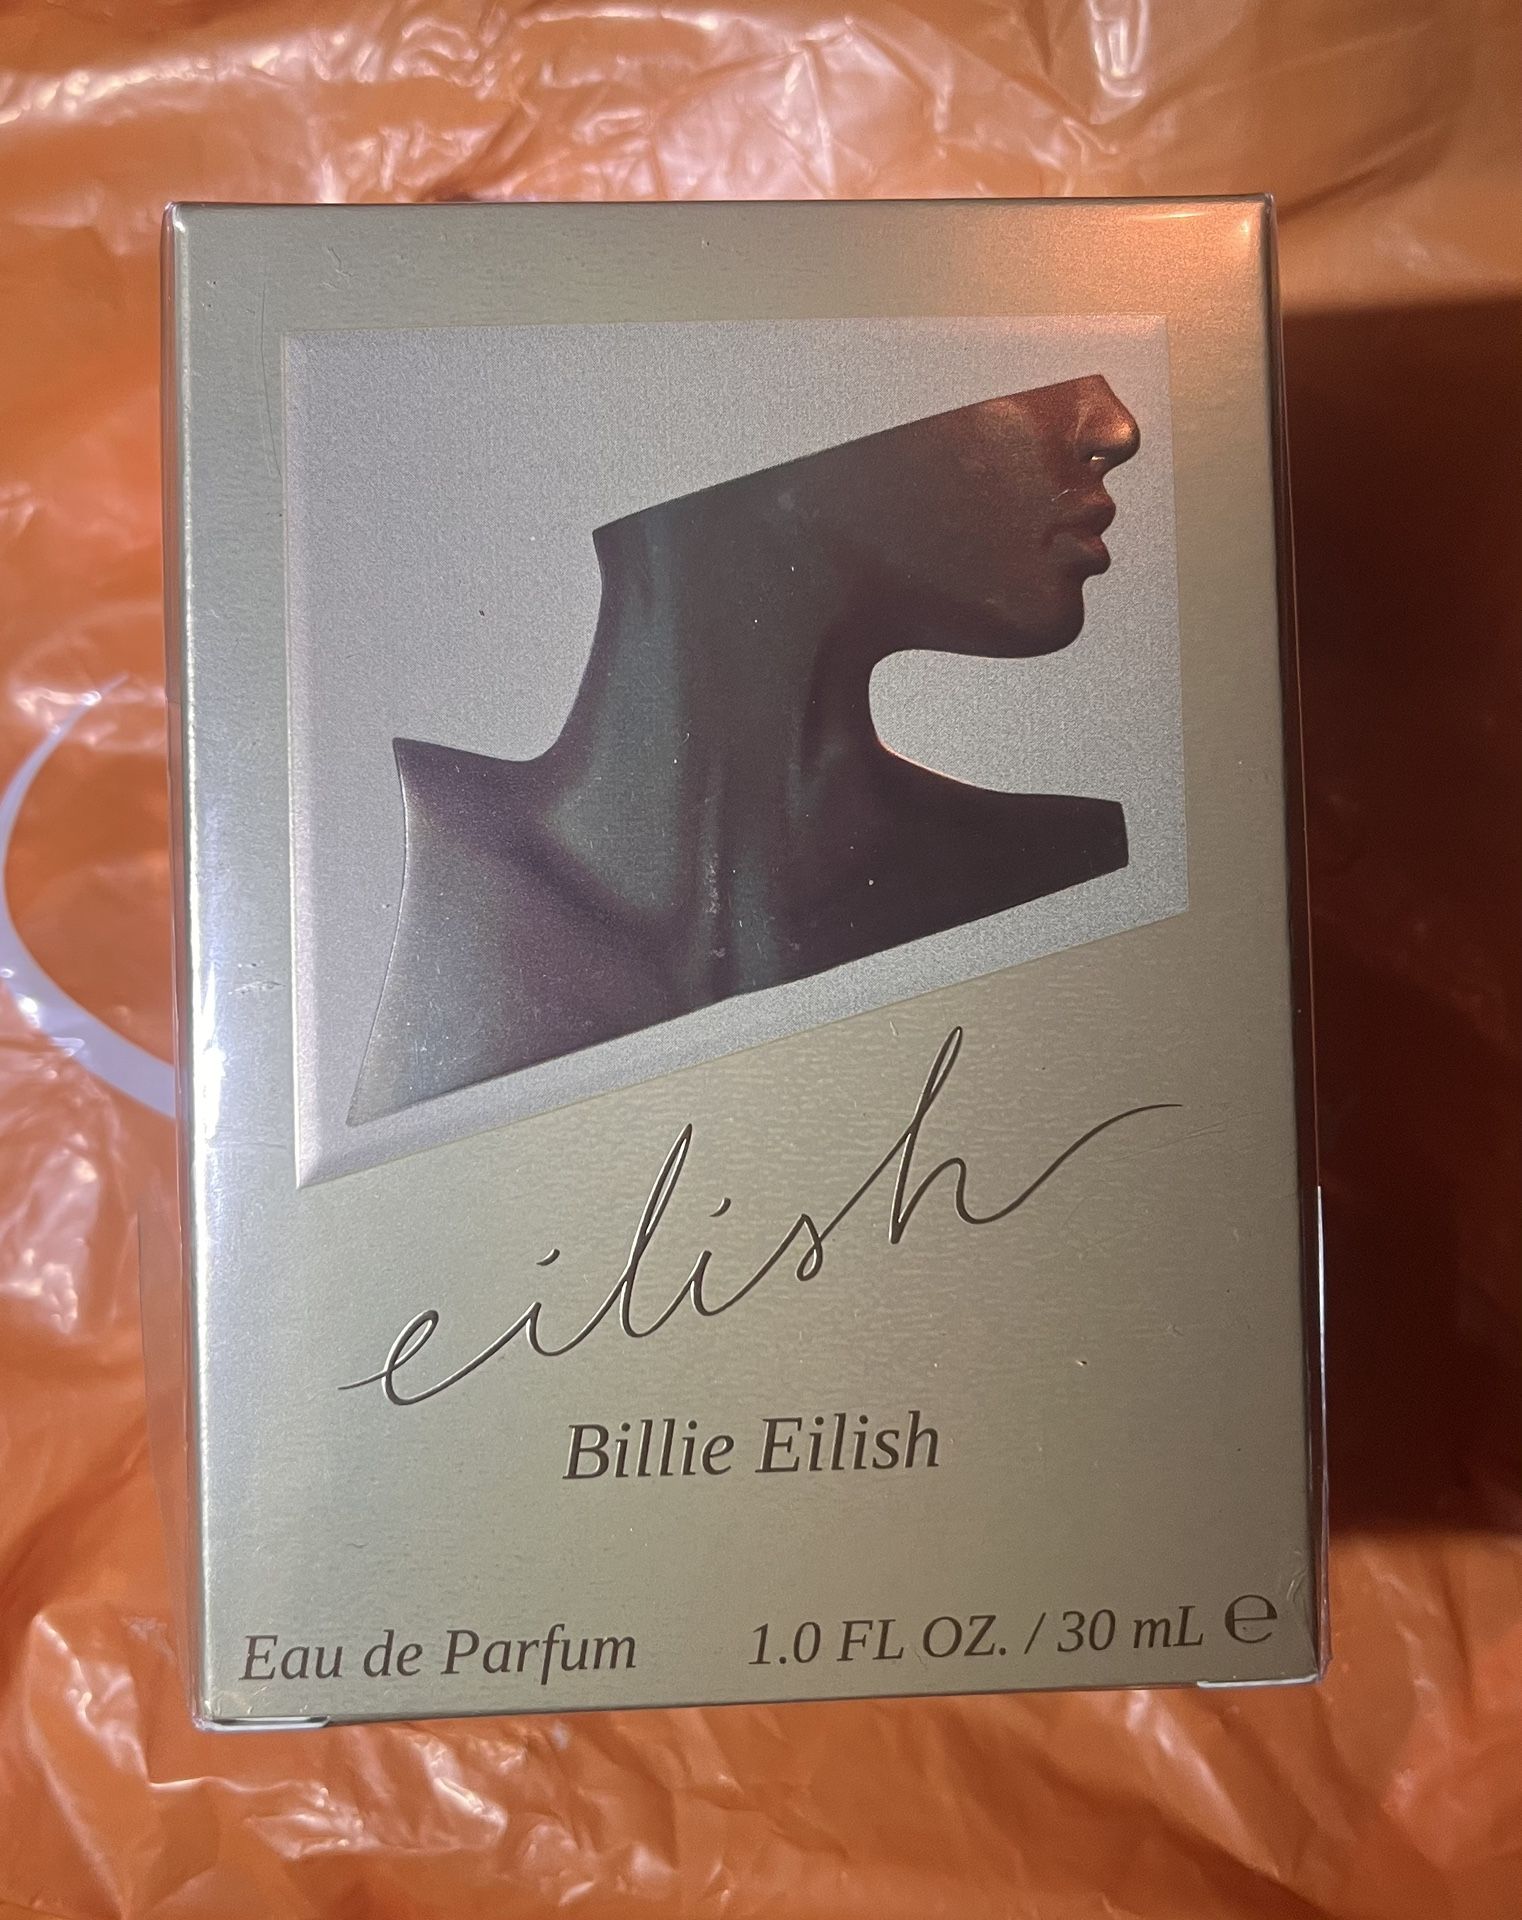 eilish
Billie Eilish
Eau de Parfum 1.0 FL OZ. / 30 mL ℮